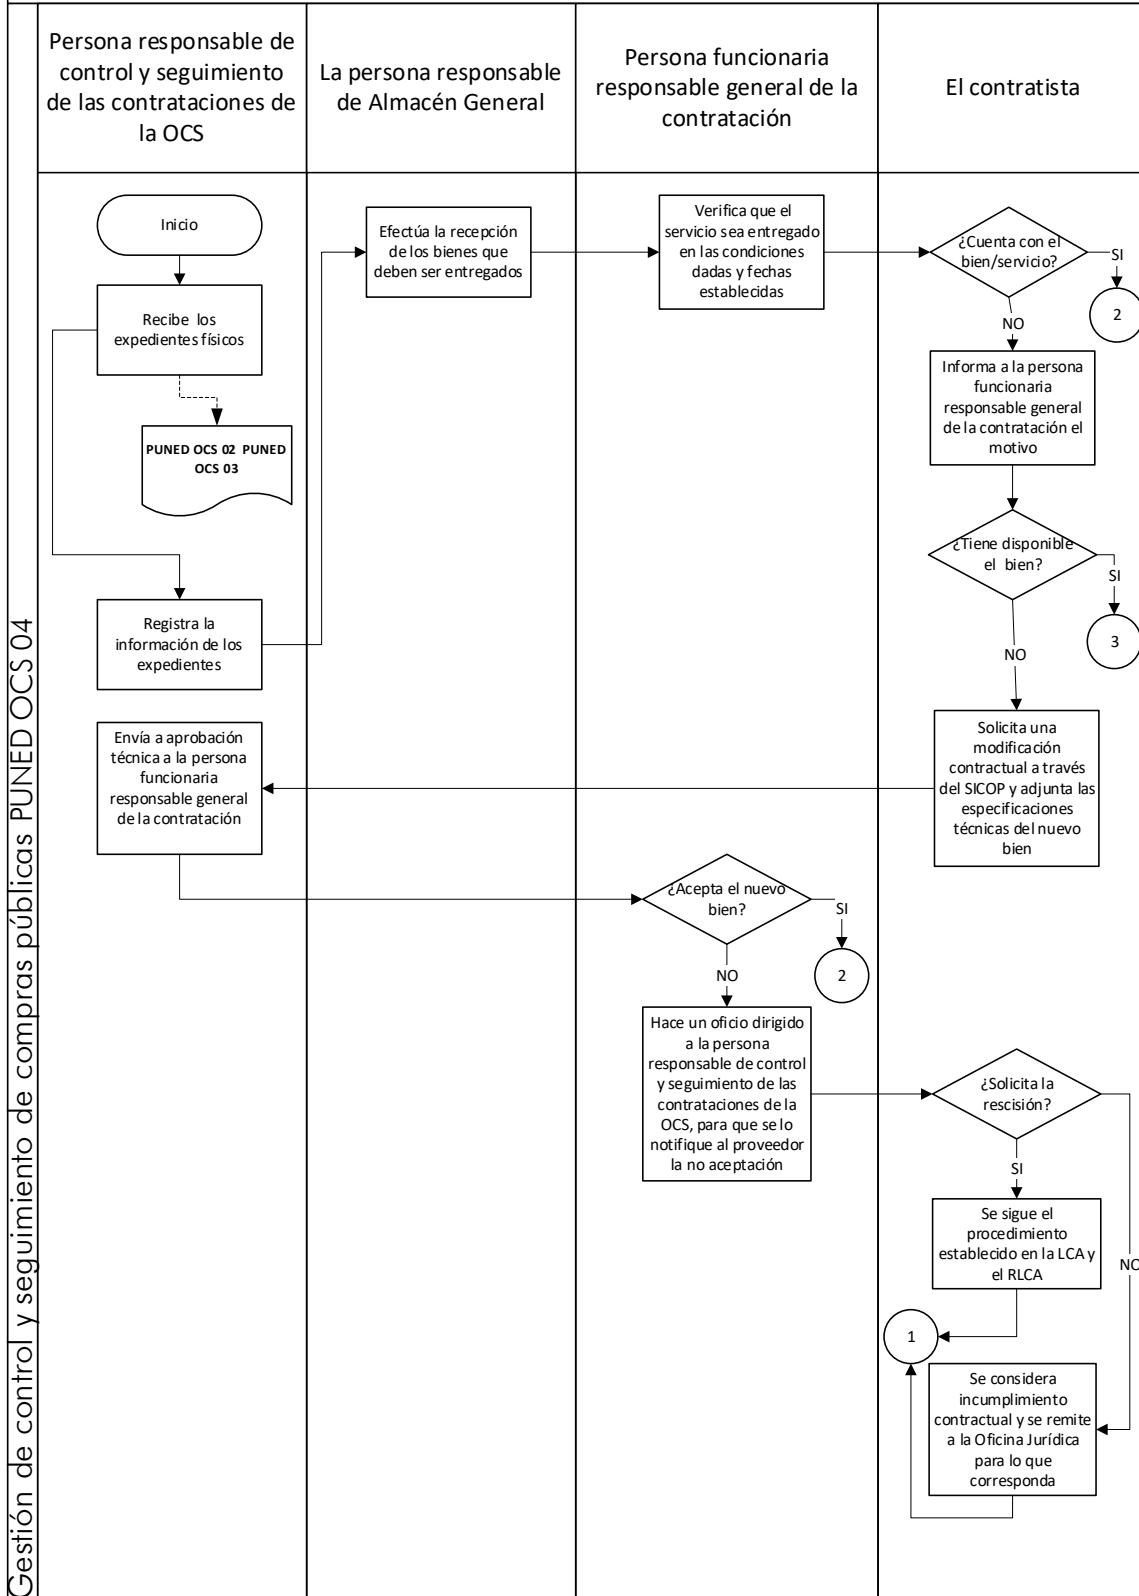 Gestión de control y seguimiento de compras públicas PUNED OCS 04
Persona responsable de
control y seguimiento
de las contrataciones de
la OCS
La persona responsable
de Almacén General
Persona funcionaria
responsable general de la
contratación
El contratista
Inicio
Recibe los
expedientes físicos
PUNED OCS 02 PUNED
OCS 03
Registra la
información de los
expedientes
Efectúa la recepción
de los bienes que
deben ser entregados
Verifica que el
servicio sea entregado
en las condiciones
dadas y fechas
establecidas
¿Cuenta con el
bien/servicio?
SI
2
NO
Informa a la persona
funcionaria
responsable general
de la contratación el
motivo
¿Tiene disponible
el bien?
SI
3
NO
Solicita una
modificación
contractual a través
del SICOP y adjunta las
especificaciones
técnicas del nuevo
bien
Envía a aprobación
técnica a la persona
funcionaria
responsable general
de la contratación
¿Acepta el nuevo
bien?
SI
2
NO
Hace un oficio dirigido
a la persona
responsable de control
y seguimiento de las
contrataciones de la
OCS, para que se lo
notifique al proveedor
la no aceptación
¿Solicita la
rescisión?
SI
Se sigue el
procedimiento
establecido en la LCA y
el RLCA
NO
1
Se considera
incumplimiento
contractual y se remite
a la Oficina Jurídica
para lo que
corresponda